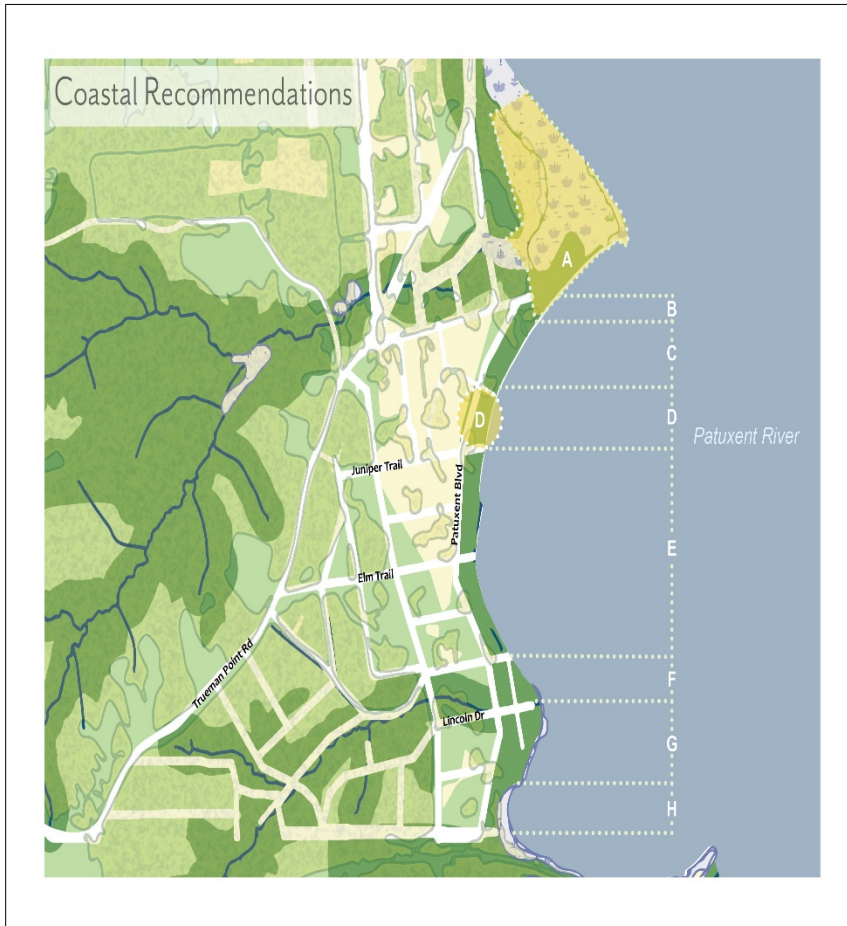 Coastal Recommendations
A
B
C
D
D
Patuxent River
Juniper Trail
Patuxent Blvd
E
Elm Trail
Trueman Point Rd
F
Lincoln Dr
G
H